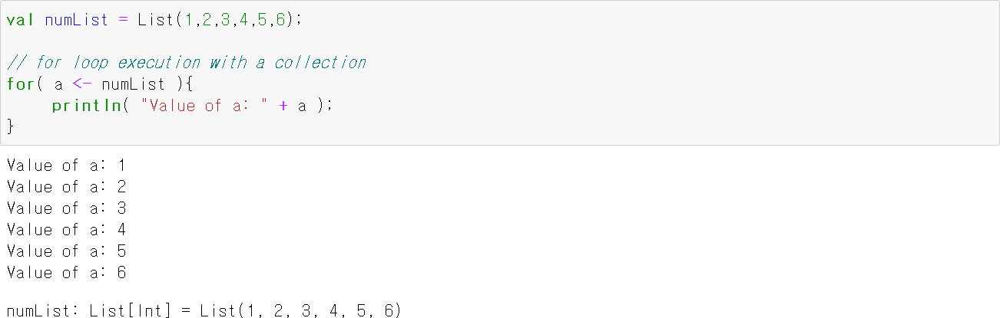 val numList = List(1,2,3,4,5,6);
// for loop execution with a collection
for( a <- numList ){
println( "Value of a: " + a );
}
Value of a: 1
Value of a: 2
Value of a: 3
Value of a: 4
Value of a: 5
Value of a: 6
numList: List[Int] = List(1, 2, 3, 4, 5, 6)